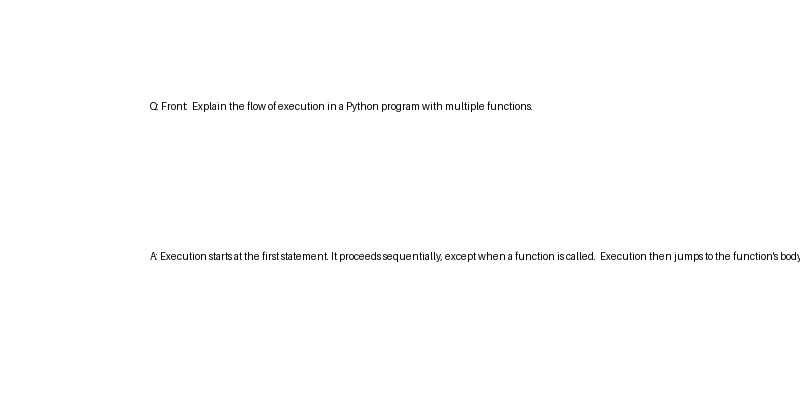 Q: Front: Explain the flow of execution in a Python program with multiple functions.
A: Execution starts at the first statement. It proceeds sequentially, except when a function is called. Execution then jumps to the function's body